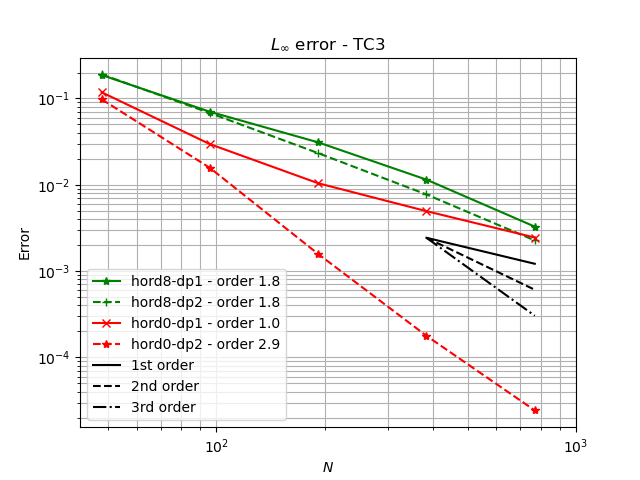 L∞ error - TC3
Error
10⁻¹
10⁻²
10⁻³
10⁻⁴
hord8-dp1 - order 1.8
hord8-dp2 - order 1.8
hord0-dp1 - order 1.0
hord0-dp2 - order 2.9
1st order
2nd order
3rd order
10²
10³
N